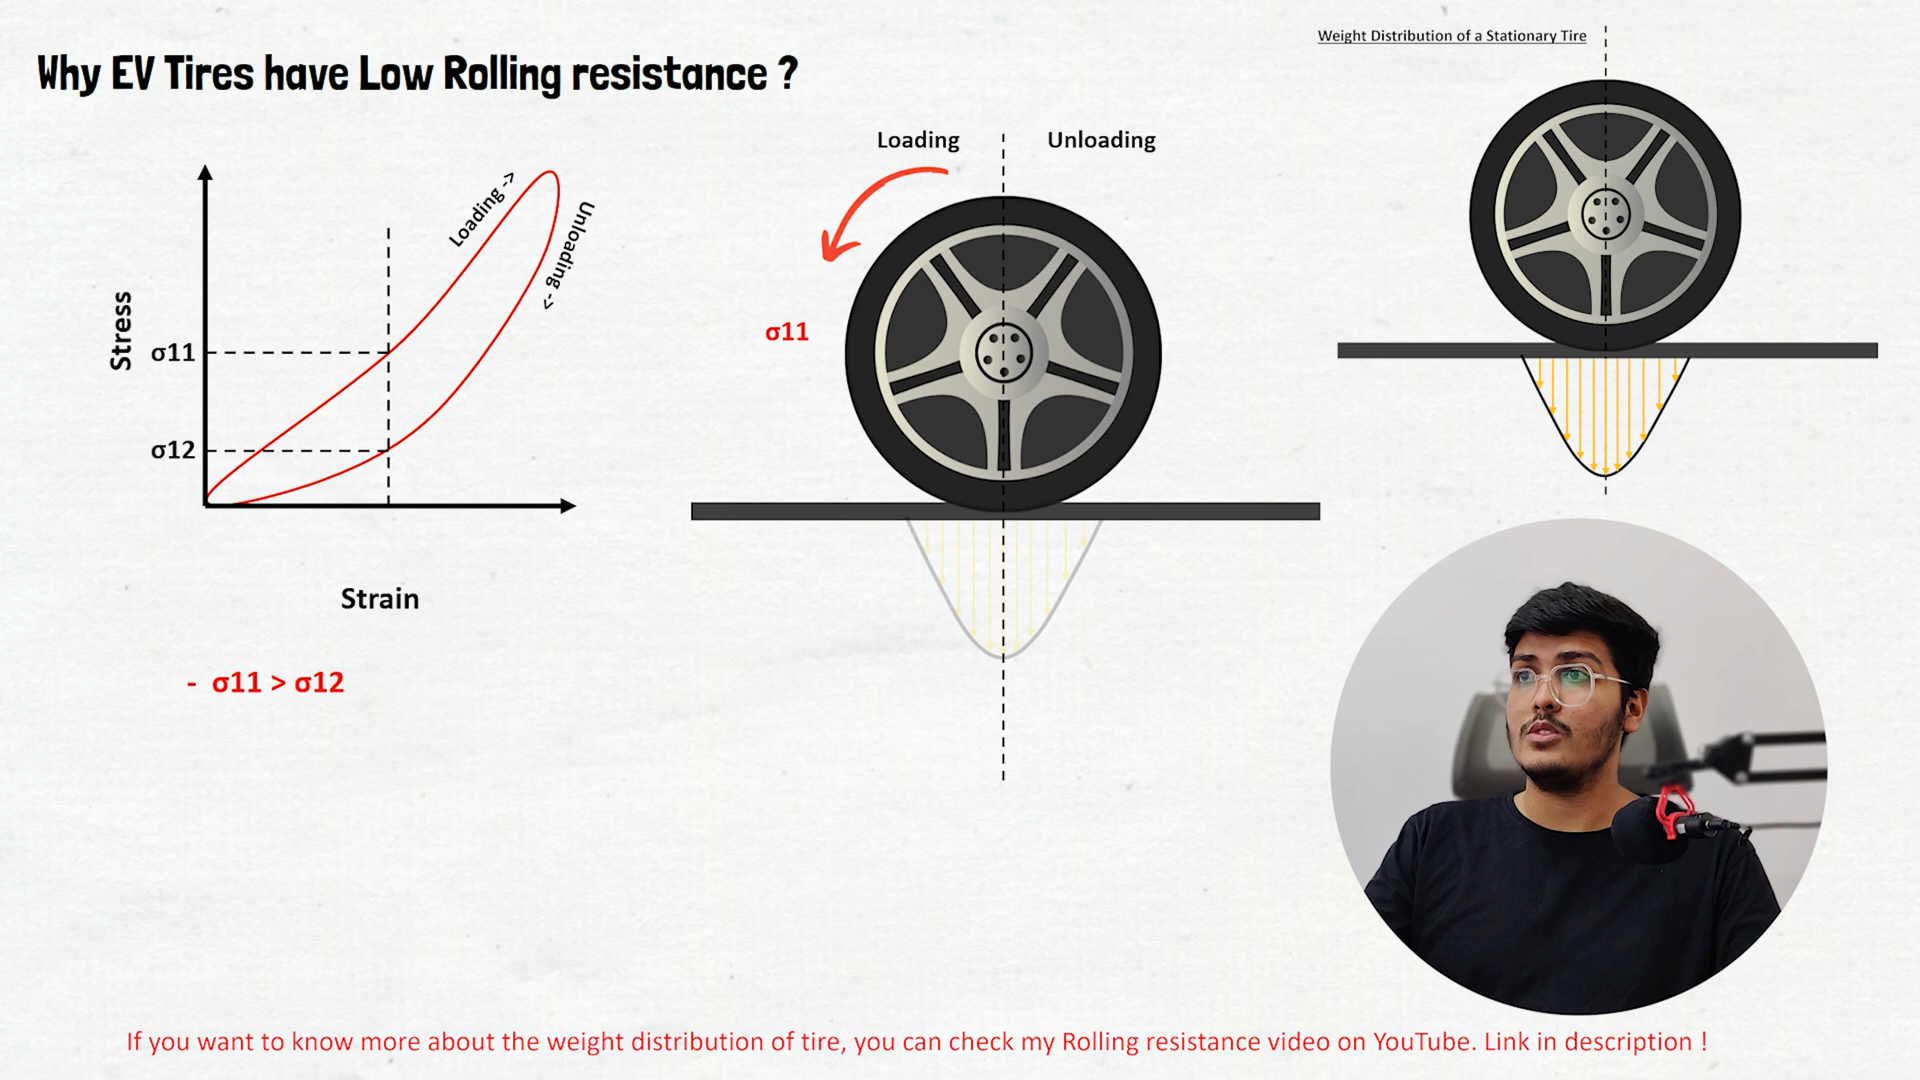 Weight Distribution of a Stationary Tire
Why EV Tires have Low Rolling resistance ?
Loading
Unloading
Loading ->
Unloading ->
Stress
σ11
σ12
σ11
Strain
- σ11 > σ12
If you want to know more about the weight distribution of tire, you can check my Rolling resistance video on YouTube. Link in description !